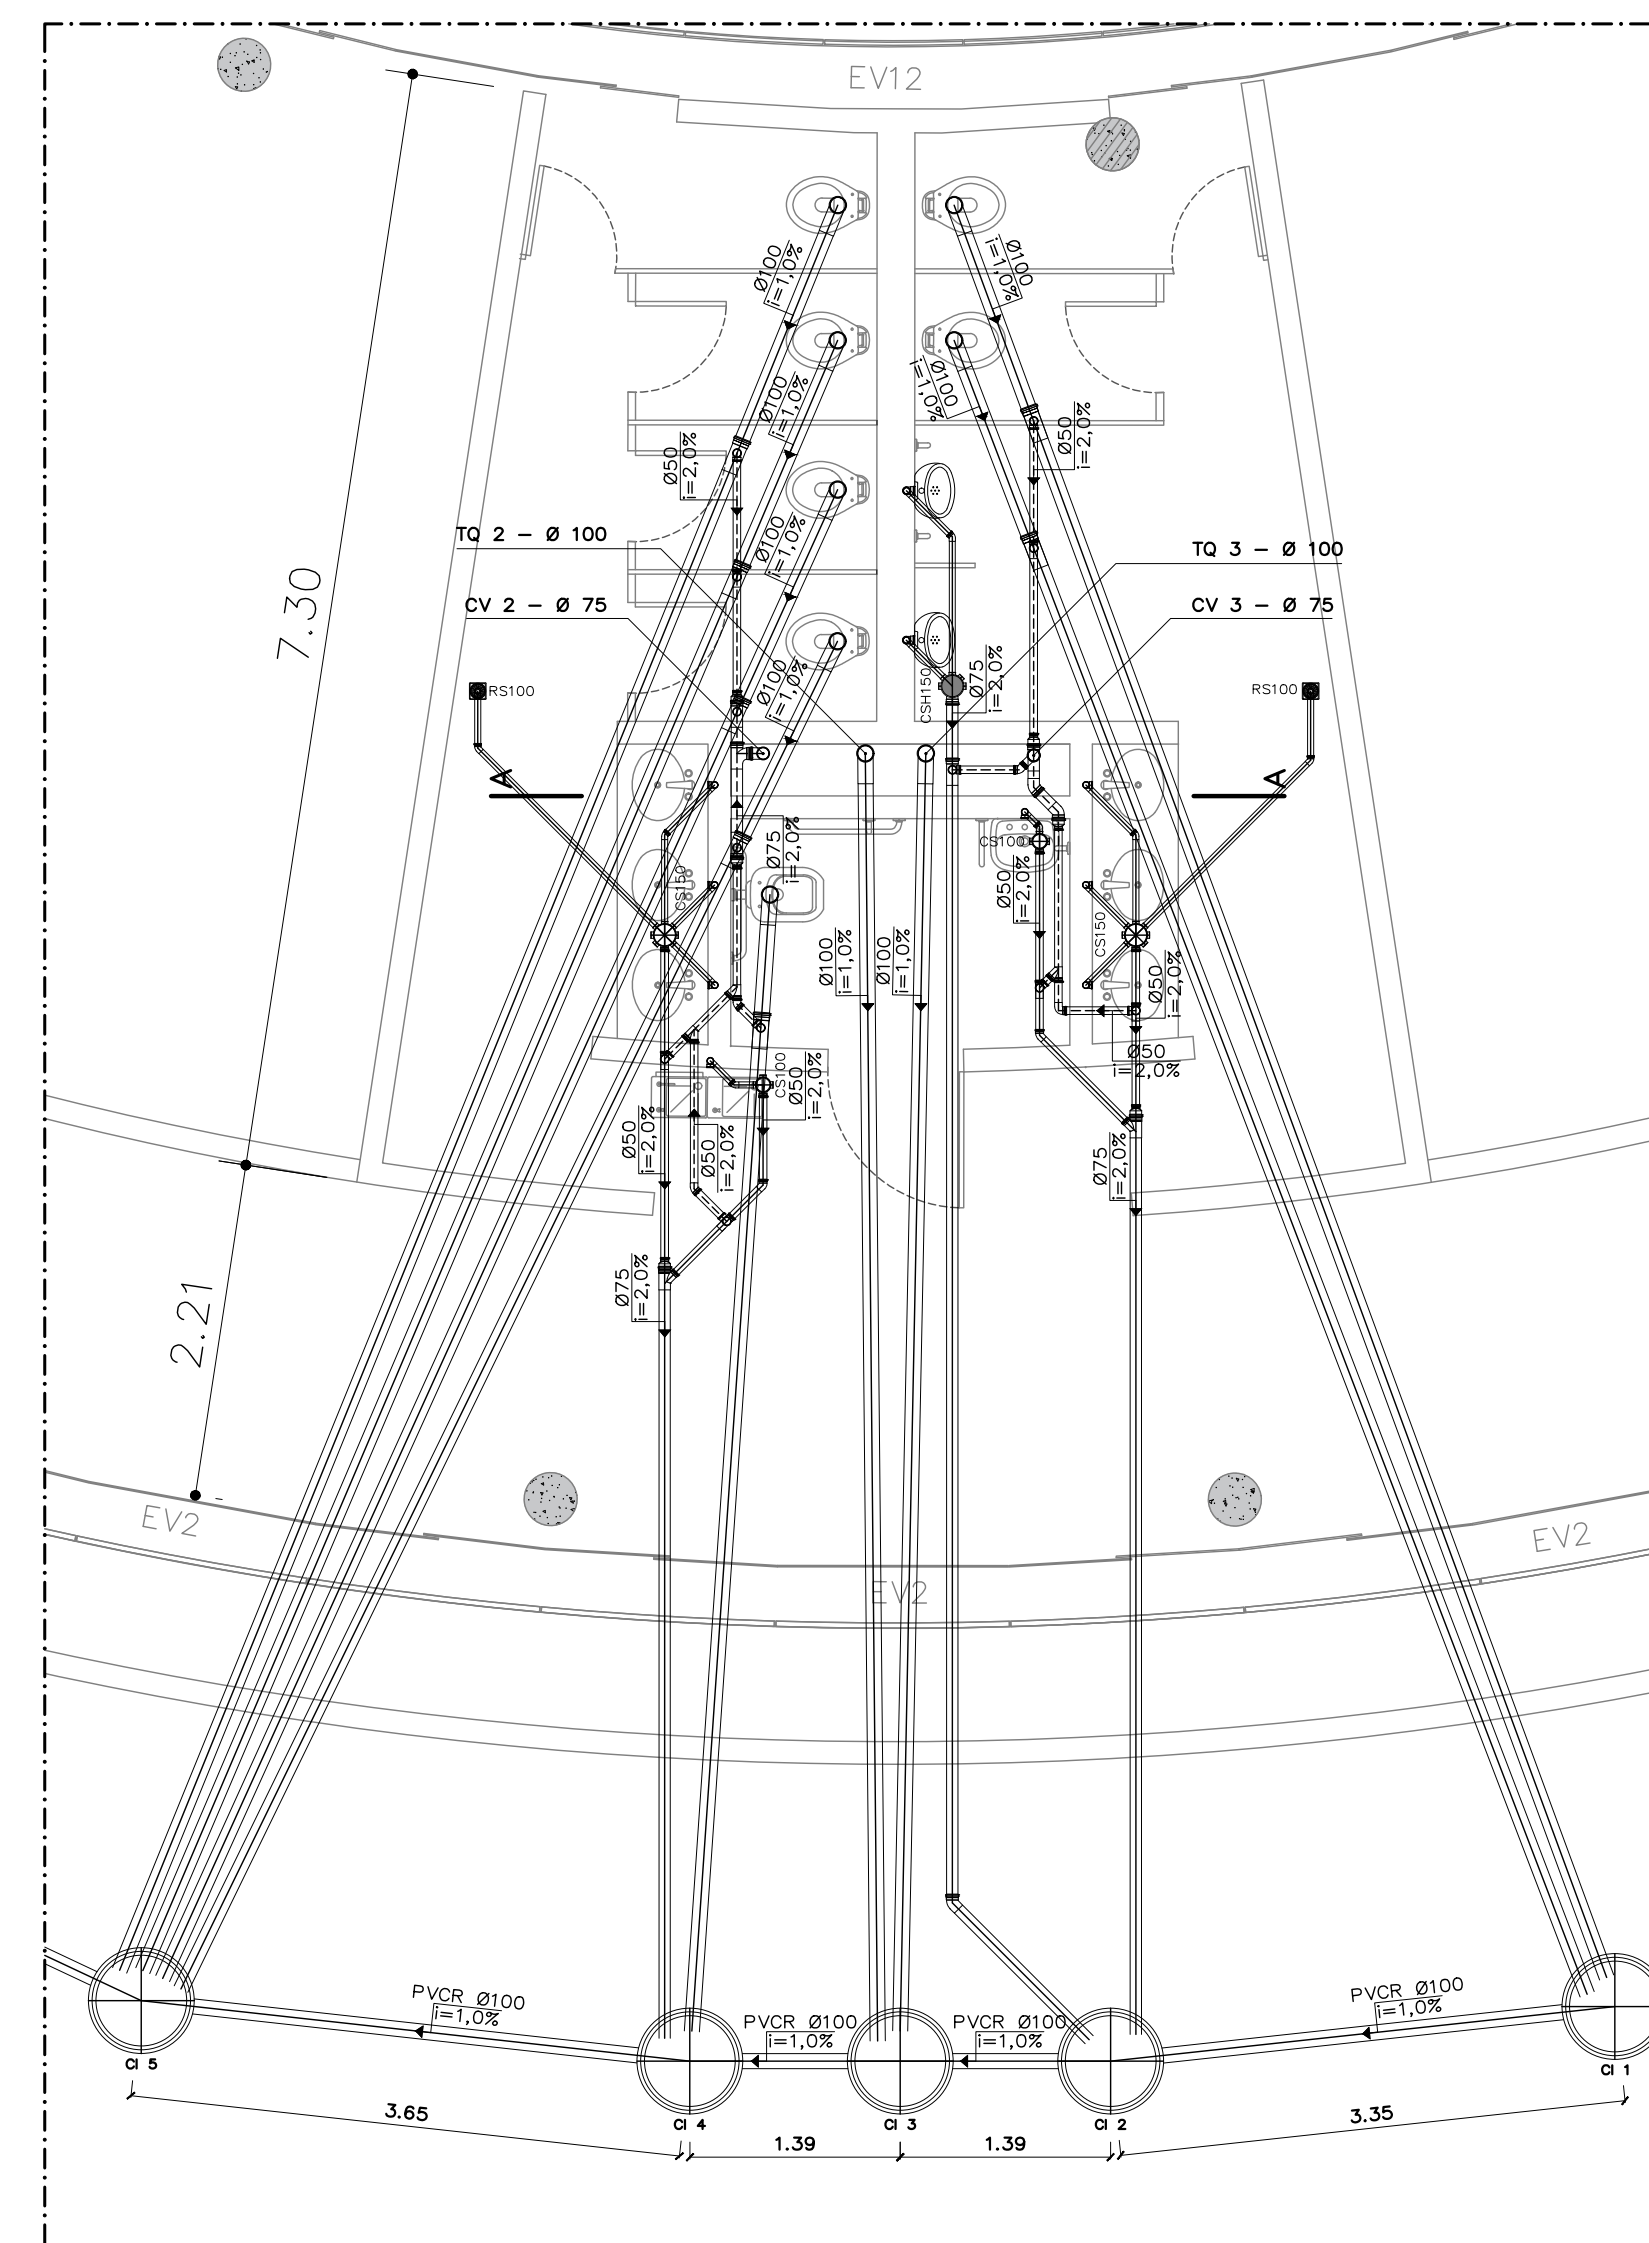 EV12
Ø100
i=1,0%
Ø100
i=1,0%
Ø100
i=1,0%
Ø100
i=1,0%
Ø50
i=2,0%
Ø50
i=2,0%
TQ 2 – Ø 100
Ø100
i=1,0%
TQ 3 – Ø 100
7.30
CV 2 – Ø 75
CV 3 – Ø 75
Ø100
i=1,0%
Ø75
i=2,0%
RS100
CSH150
RS100
A
A
Ø75
i=2,0%
CS100
CS150
Ø50
i=2,0%
CS150
Ø100
i=1,0%
Ø100
i=1,0%
Ø50
i=2,0%
Ø50
i=2,0%
CS100
Ø50
i=2,0%
Ø50
i=2,0%
Ø50
i=2,0%
Ø75
i=2,0%
2.21
Ø75
i=2,0%
EV2
EV2
EV2
PVCR Ø100
i=1,0%
PVCR Ø100
i=1,0%
PVCR Ø100
i=1,0%
PVCR Ø100
i=1,0%
CI 5
CI 1
3.65
CI 4
CI 3
CI 2
3.35
1.39
1.39